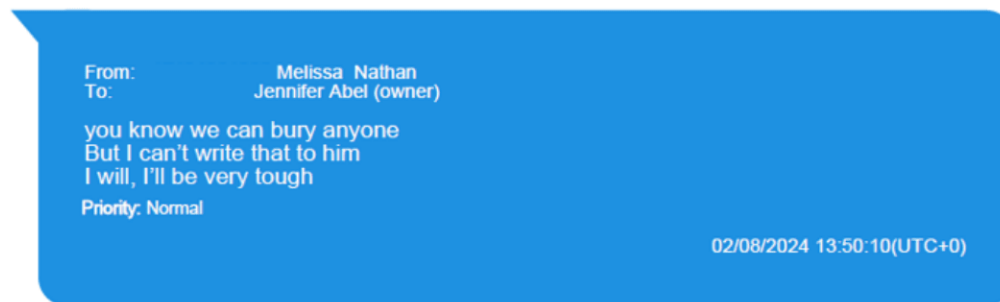 From: Melissa Nathan
To: Jennifer Abel (owner)
you know we can bury anyone
But I can’t write that to him
I will, I’ll be very tough
Priority: Normal
02/08/2024 13:50:10(UTC+0)